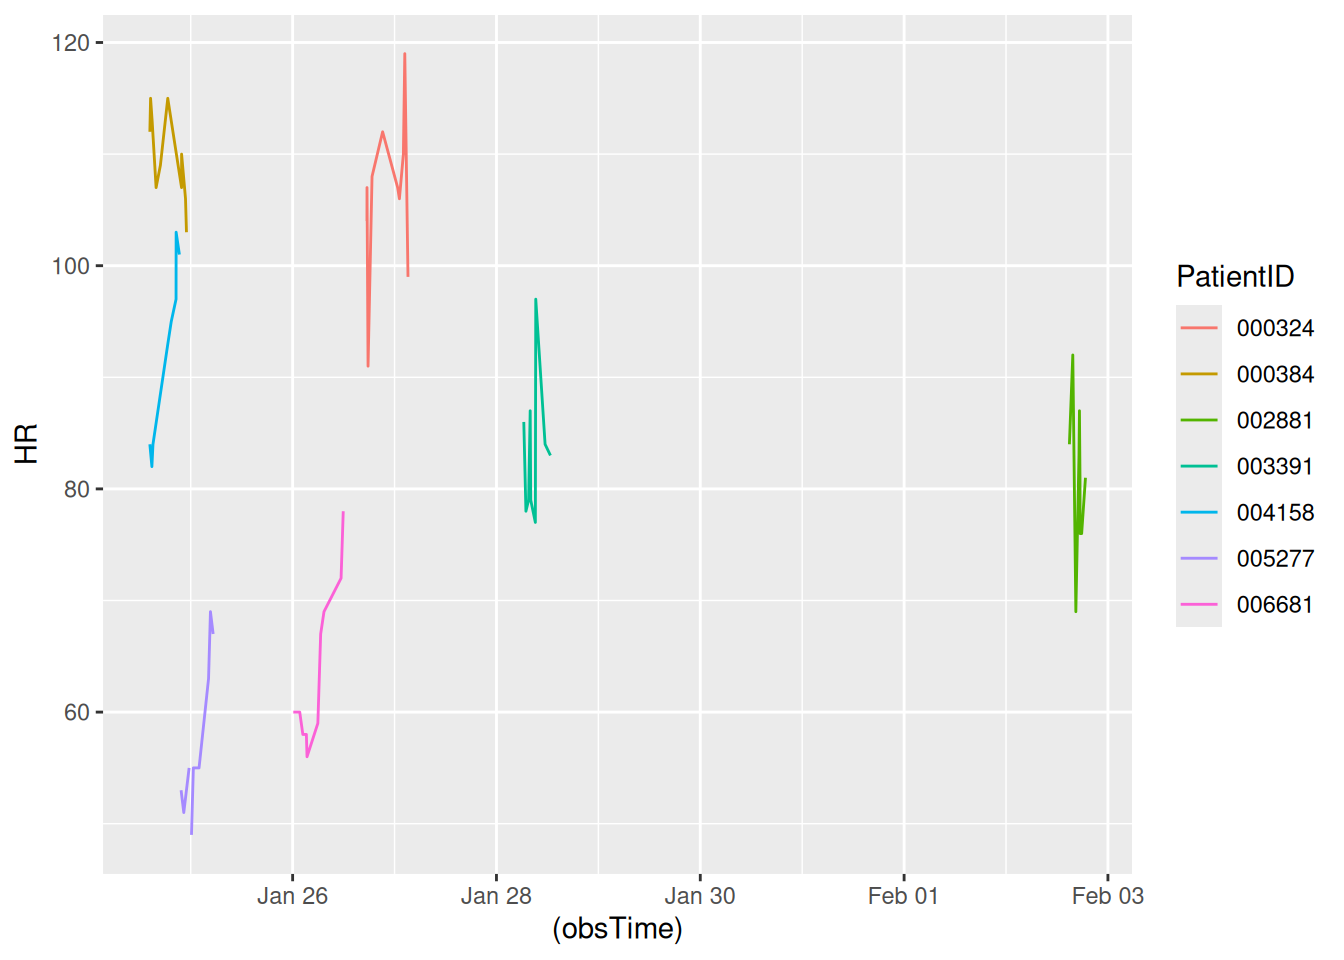 120
100
80
60
HR
Jan 26
Jan 28
Jan 30
Feb 01
Feb 03
(obsTime)
PatientID
000324
000384
002881
003391
004158
005277
006681